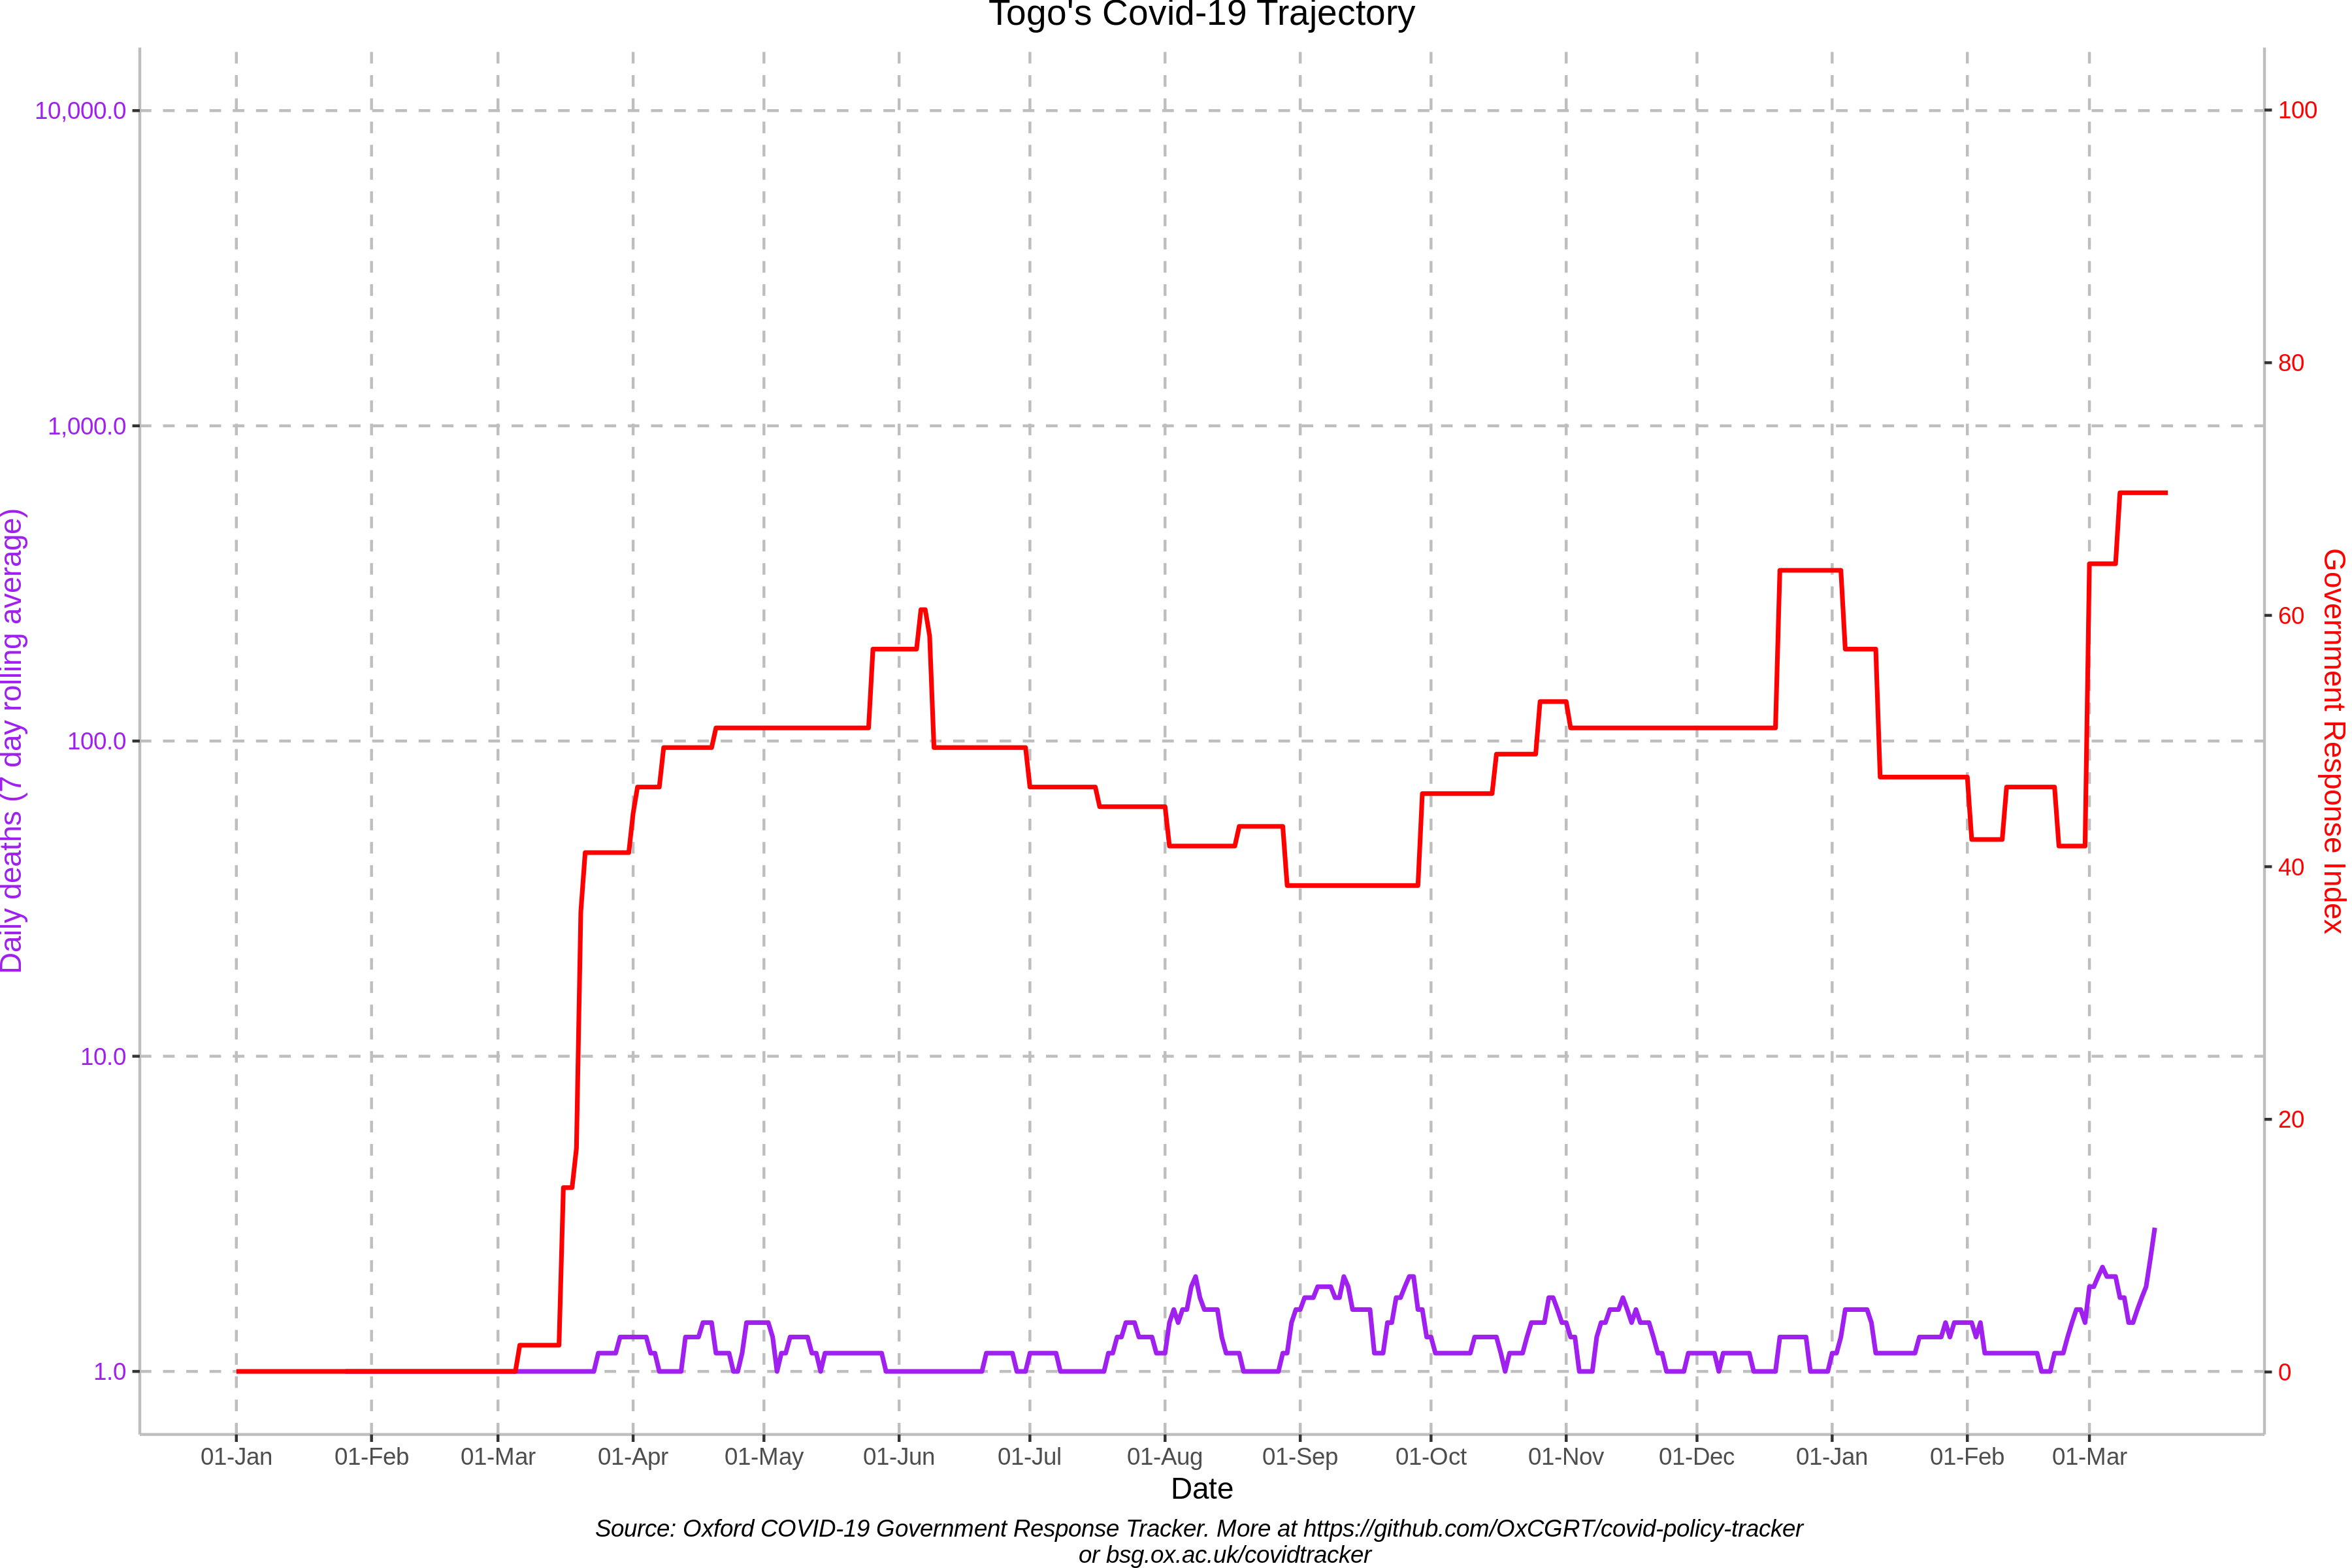 Togo's Covid-19 Trajectory
10,000.0
1,000.0
100.0
10.0
1.0
Daily deaths (7 day rolling average)
100
80
60
40
20
0
Government Response Index
01-Jan
01-Feb
01-Mar
01-Apr
01-May
01-Jun
01-Jul
01-Aug
01-Sep
01-Oct
01-Nov
01-Dec
01-Jan
01-Feb
01-Mar
Date
Source: Oxford COVID-19 Government Response Tracker. More at https://github.com/OxCGRT/covid-policy-tracker
or bsg.ox.ac.uk/covidtracker